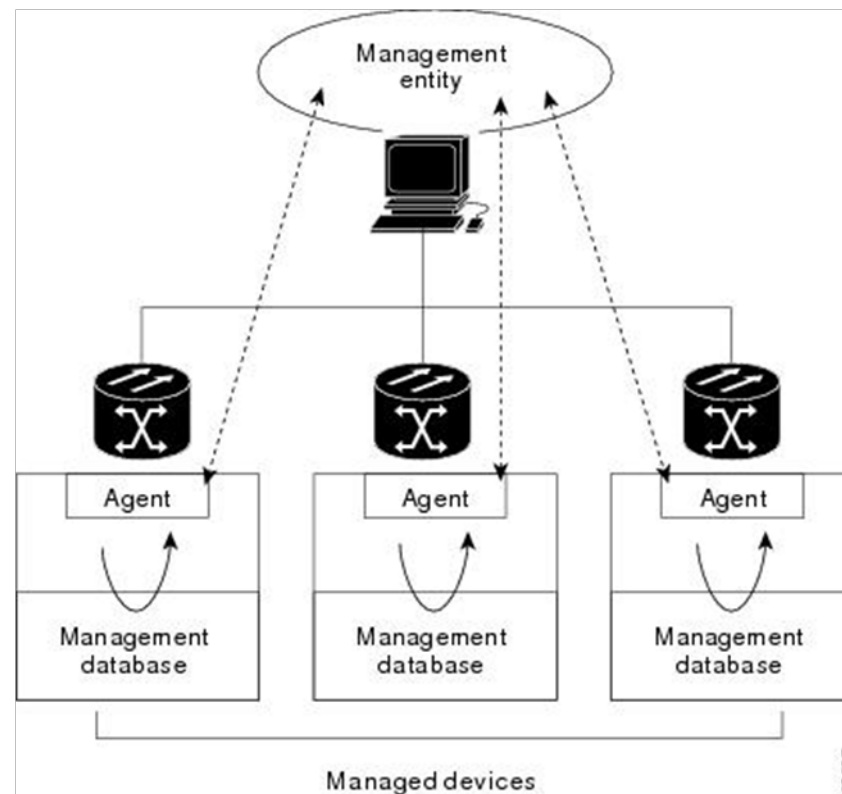 Management
entity
Agent
Agent
Agent
Management
database
Management
database
Management
database
Managed devices